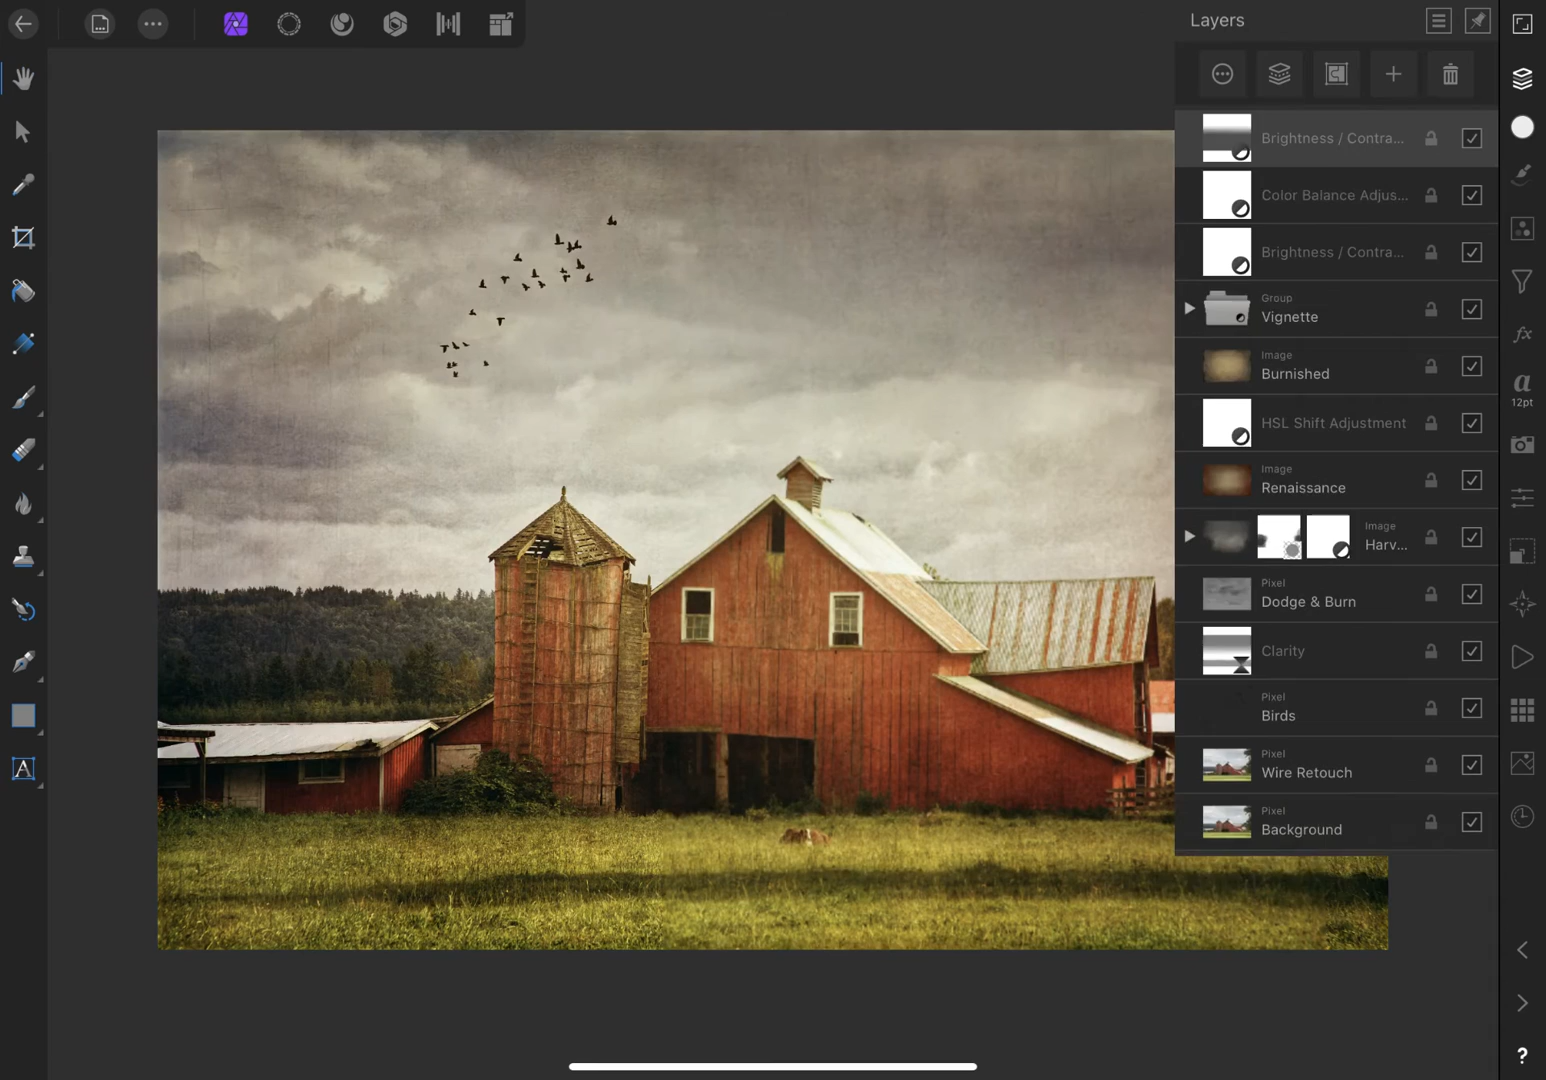 Layers
Brightness / Contra...
Color Balance Adjus...
Brightness / Contra...
Group
Vignette
Image
Burnished
HSL Shift Adjustment
Image
Renaissance
Image
Harv...
Pixel
Dodge & Burn
Clarity
Pixel
Birds
Pixel
Wire Retouch
Pixel
Background
fx
a
12pt
A
?